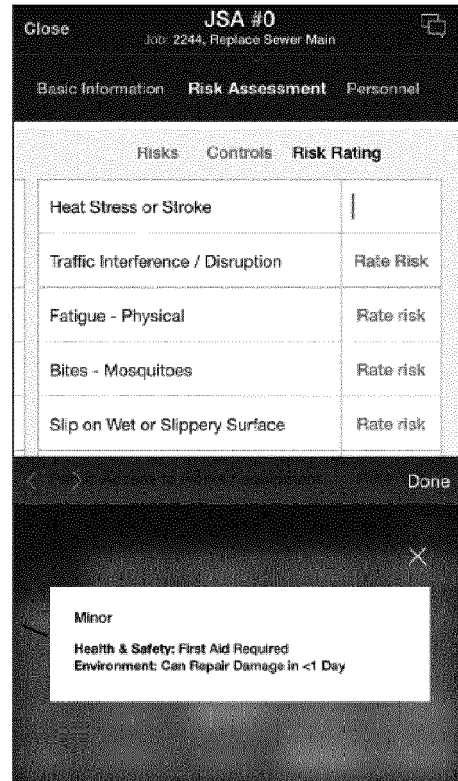 Close
JSA #0
Job: 2244, Replace Sewer Main
Basic Information Risk Assessment Personnel
Risks Controls Risk Rating
Heat Stress or Stroke
Traffic Interference / Disruption Rate Risk
Fatigue - Physical Rate risk
Bites - Mosquitoes Rate risk
Slip on Wet or Slippery Surface Rate risk
Done
Minor
Health & Safety: First Aid Required
Environment: Can Repair Damage in <1 Day